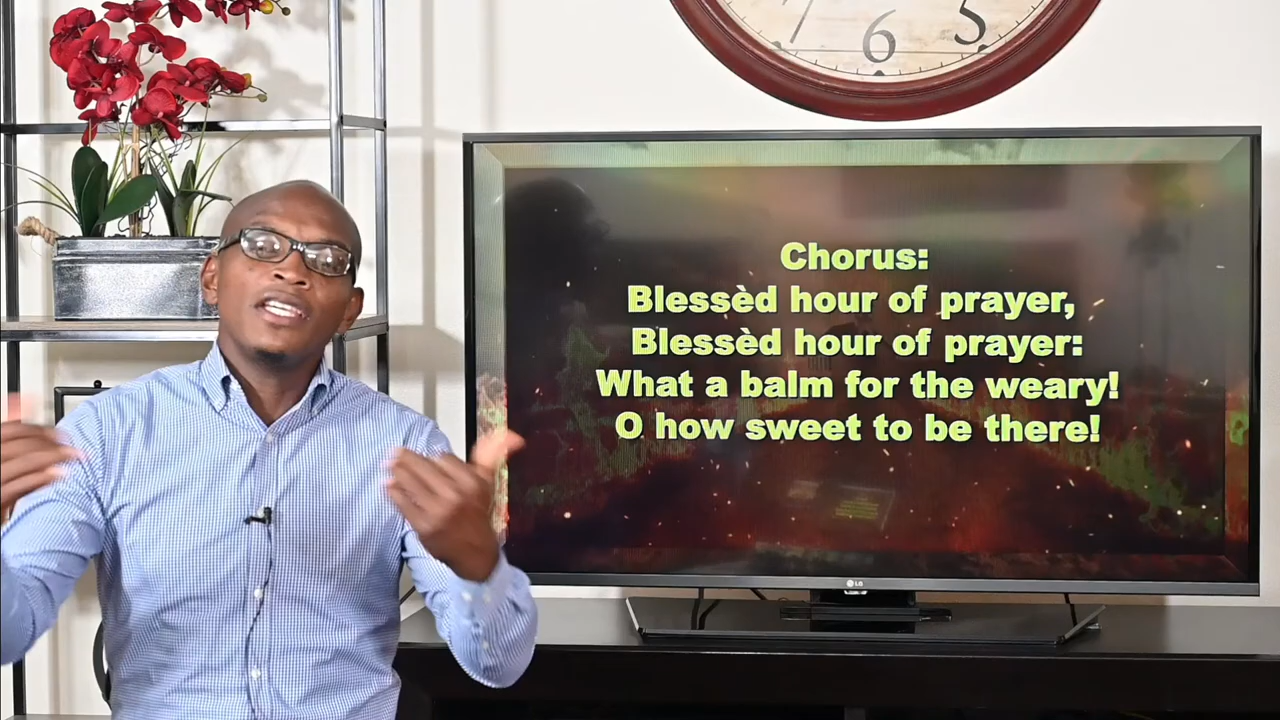 7 6 5
Chorus:
Blessèd hour of prayer,
Blessèd hour of prayer:
What a balm for the weary!
O how sweet to be there!
LG